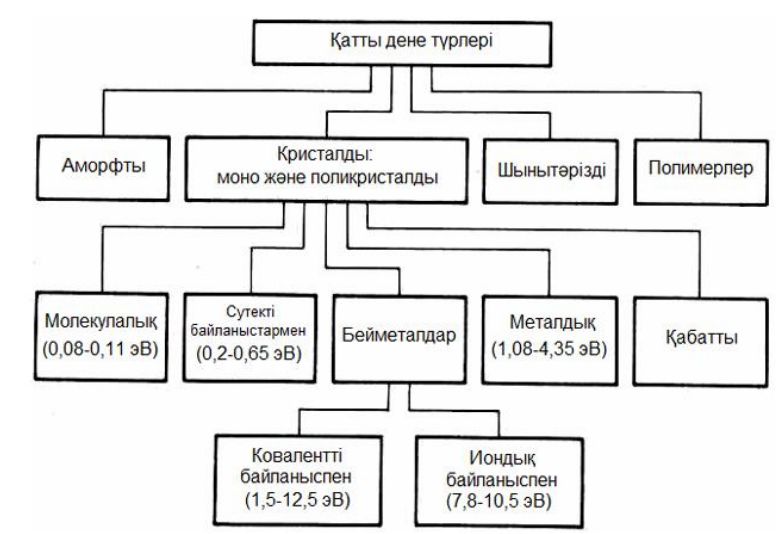 Қатты дене түрлері
Аморфты
Кристалды:
моно және поликристалды
Шынытәрізді
Полимерлер
Молекулалық
(0,08-0,11 эВ)
Сутекті
байланыстармен
(0,2-0,65 эВ)
Бейметалдар
Металдық
(1,08-4,35 эВ)
Қабатты
Ковалентті
байланыспен
(1,5-12,5 эВ)
Иондық
байланыспен
(7,8-10,5 эВ)